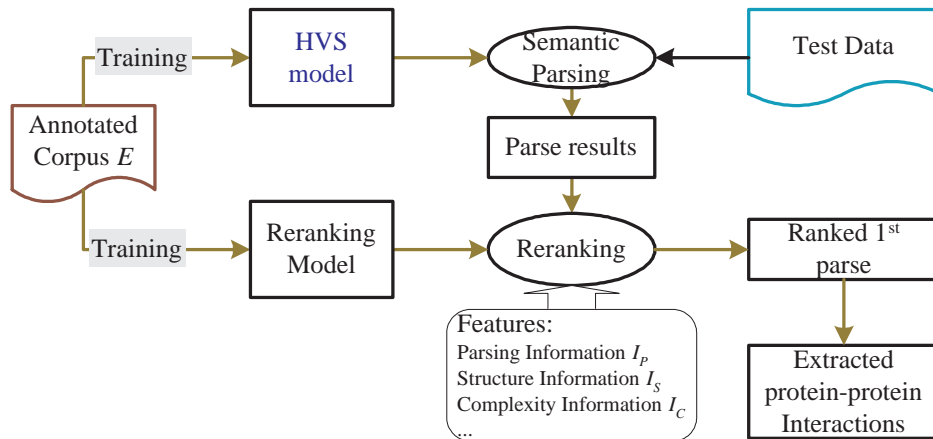 Training
HVS
model
Semantic
Parsing
Test Data
Annotated
Corpus E
Parse results
Training
Reranking
Model
Reranking
Ranked 1st
parse
Features:
Parsing Information I_P
Structure Information I_S
Complexity Information I_C
...
Extracted
protein-protein
Interactions